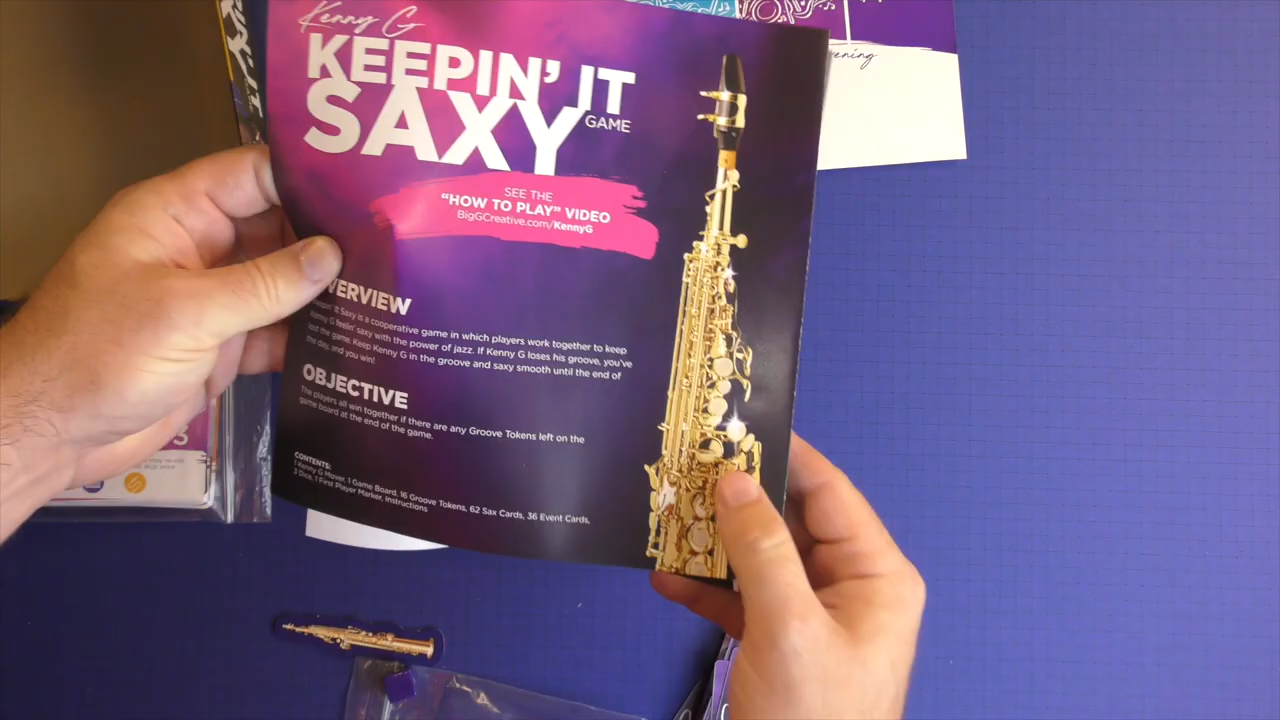 Kenny G
KEEPIN' IT
SAXY
GAME
SEE THE
"HOW TO PLAY" VIDEO
BigGCreative.com/KennyG
VERVIEW
It Saxy is a cooperative game in which players work together to keep
Kenny G feelin' saxy with the power of jazz. If Kenny G loses his groove, you've
lost the game. Keep Kenny G in the groove and saxy smooth until the end of
the day, and you win!
OBJECTIVE
The players all win together if there are any Groove Tokens left on the
game board at the end of the game.
CONTENTS:
1 Kenny G Mover, 1 Game Board, 16 Groove Tokens, 62 Sax Cards, 36 Event Cards,
3 Dice, 1 First Player Marker, Instructions
ening